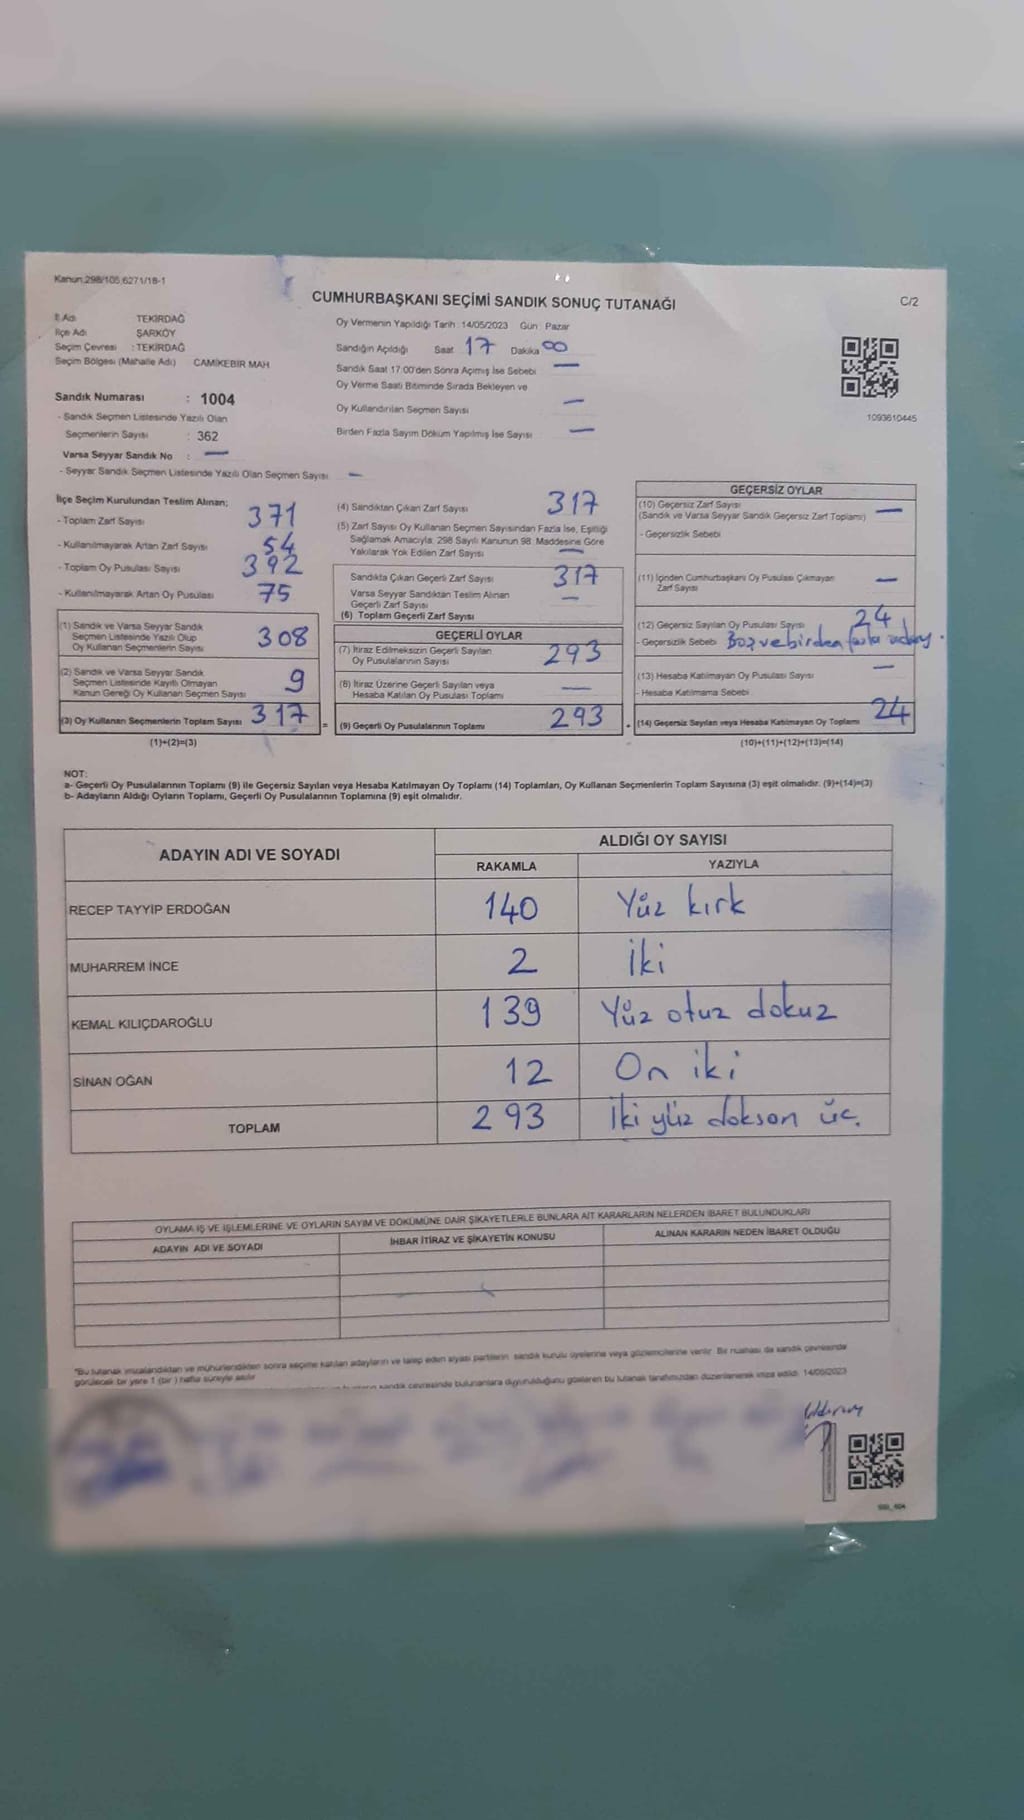 Kanun:298/105,6271/18-1
CUMHURBAŞKANI SEÇİMİ SANDIK SONUÇ TUTANAĞI
C/2
İl Adı TEKİRDAĞ
İlçe Adı ŞARKÖY
Seçim Çevresi : TEKİRDAĞ
Seçim Bölgesi (Mahalle Adı) CAMİKEBİR MAH
Sandık Numarası : 1004
- Sandık Seçmen Listesinde Yazılı Olan
Seçmenlerin Sayısı : 362
Varsa Seyyar Sandık No : —
- Seyyar Sandık Seçmen Listesinde Yazılı Olan Seçmen Sayısı —
Oy Vermenin Yapıldığı Tarih : 14/05/2023 Gün : Pazar
Sandığın Açıldığı Saat 17 Dakika 00
Sandık Saat 17:00'den Sonra Açılmış İse Sebebi —
Oy Verme Saati Bitiminde Sırada Bekleyen ve
Oy Kullandırılan Seçmen Sayısı —
Birden Fazla Sayım Döküm Yapılmış İse Sayısı —
1093610445
İlçe Seçim Kurulundan Teslim Alınan;
- Toplam Zarf Sayısı 371
- Kullanılmayarak Artan Zarf Sayısı 54
- Toplam Oy Pusulası Sayısı 392
- Kullanılmayarak Artan Oy Pusulası 75
(1) Sandık ve Varsa Seyyar Sandık
Seçmen Listesinde Yazılı Olup
Oy Kullanan Seçmenlerin Sayısı 308
(2) Sandık ve Varsa Seyyar Sandık
Seçmen Listesinde Kayıtlı Olmayan
Kanun Gereği Oy Kullanan Seçmen Sayısı 9
(3) Oy Kullanan Seçmenlerin Toplam Sayısı 317 =
(1)+(2)=(3)
(4) Sandıktan Çıkan Zarf Sayısı 317
(5) Zarf Sayısı Oy Kullanan Seçmen Sayısından Fazla İse, Eşitliği
Sağlamak Amacıyla; 298 Sayılı Kanunun 98. Maddesine Göre
Yakılarak Yok Edilen Zarf Sayısı —
Sandıkta Çıkan Geçerli Zarf Sayısı 317
Varsa Seyyar Sandıktan Teslim Alınan
Geçerli Zarf Sayısı —
(6) Toplam Geçerli Zarf Sayısı
GEÇERLİ OYLAR
(7) İtiraz Edilmeksizin Geçerli Sayılan
Oy Pusulalarının Sayısı 293
(8) İtiraz Üzerine Geçerli Sayılan veya
Hesaba Katılan Oy Pusulası Toplamı —
(9) Geçerli Oy Pusulalarının Toplamı 293
GEÇERSİZ OYLAR
(10) Geçersiz Zarf Sayısı —
(Sandık ve Varsa Seyyar Sandık Geçersiz Zarf Toplamı)
- Geçersizlik Sebebi
(11) İçinden Cumhurbaşkanı Oy Pusulası Çıkmayan
Zarf Sayısı —
(12) Geçersiz Sayılan Oy Pusulası Sayısı 24
- Geçersizlik Sebebi Boş ve birden fazla
(13) Hesaba Katılmayan Oy Pusulası Sayısı —
- Hesaba Katılmama Sebebi
(14) Geçersiz Sayılan veya Hesaba Katılmayan Oy Toplamı 24
(10)+(11)+(12)+(13)=(14)
NOT:
a- Geçerli Oy Pusulalarının Toplamı (9) ile Geçersiz Sayılan veya Hesaba Katılmayan Oy Toplamı (14) Toplamları, Oy Kullanan Seçmenlerin Toplam Sayısına (3) eşit olmalıdır. (9)+(14)=(3)
b- Adayların Aldığı Oyların Toplamı, Geçerli Oy Pusulalarının Toplamına (9) eşit olmalıdır.
ADAYIN ADI VE SOYADI
ALDIĞI OY SAYISI
RAKAMLA YAZIYLA
RECEP TAYYIP ERDOĞAN 140 Yüz kırk
MUHARREM İNCE 2 İki
KEMAL KILIÇDAROĞLU 139 Yüz otuz dokuz
SİNAN OĞAN 12 On iki
TOPLAM 293 İki yüz dokson üc.
OYLAMA İŞ VE İŞLEMLERİNE VE OYLARIN SAYIM VE DÖKÜMÜNE DAİR ŞİKAYETLERLE BUNLARA AİT KARARLARIN NELERDEN İBARET BULUNDUKLARI
ADAYIN ADI VE SOYADI İHBAR İTİRAZ VE ŞİKAYETİN KONUSU ALINAN KARARIN NEDEN İBARET OLDUĞU
*Bu tutanak imzalandıktan ve mühürlendikten sonra seçime katılan adayların ve talep eden siyasi partilerin sandık kurulu üyelerine veya gözlemcilerine verilir. Bir nüshası da sandık çevresinde
görülecek bir yere 1 (bir) hafta süreyle asılır
sandık çevresinde bulunanlara duyurulduğunu gösteren bu tutanak tarafımızdan düzenlenerek imza edildi. 14/05/2023